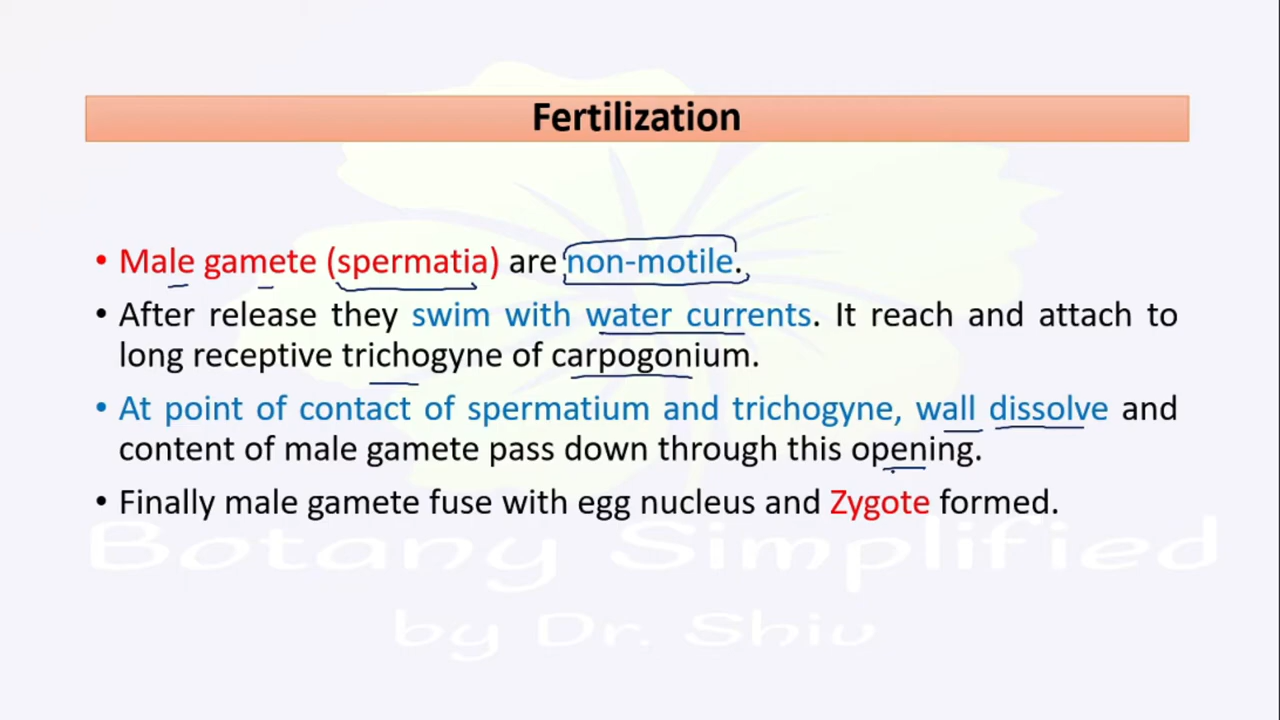 Fertilization
• Male gamete (spermatia) are non-motile.
• After release they swim with water currents. It reach and attach to
long receptive trichogyne of carpogonium.
• At point of contact of spermatium and trichogyne, wall dissolve and
content of male gamete pass down through this opening.
• Finally male gamete fuse with egg nucleus and Zygote formed.
Botany Simplified
by Dr. Shiv